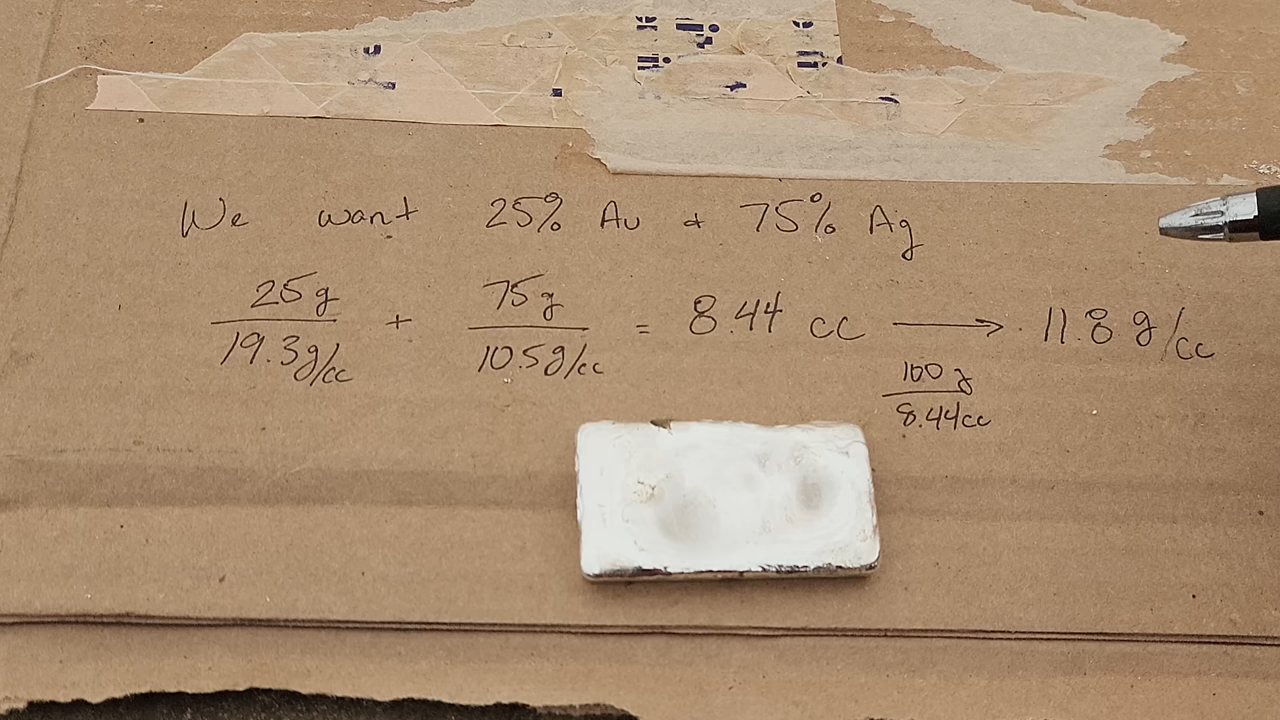 We want 25% Au + 75% Ag
25g / 19.3g/cc + 75g / 10.5g/cc = 8.44 cc → 11.8 g/cc
100g / 8.44cc